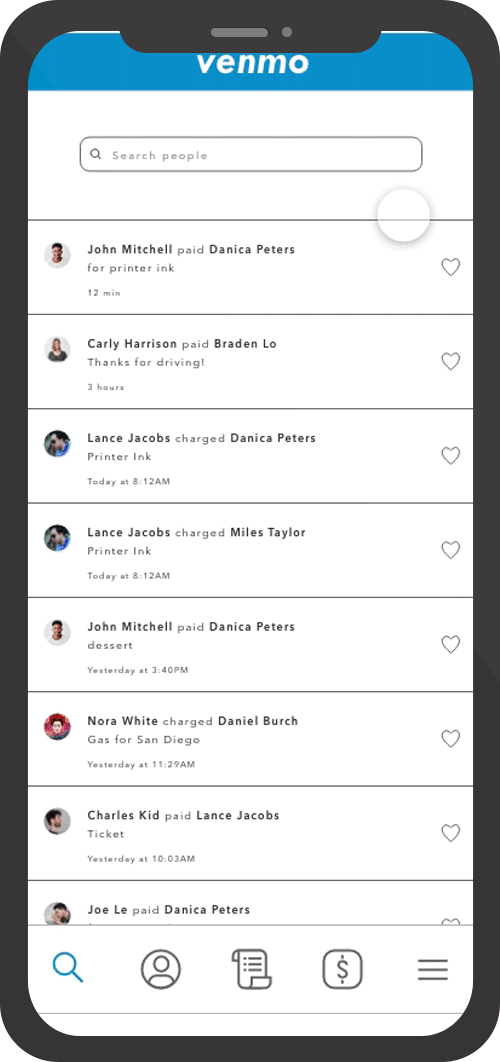 venmo
Search people
John Mitchell paid Danica Peters
for printer ink
12 min
Carly Harrison paid Braden Lo
Thanks for driving!
3 hours
Lance Jacobs charged Danica Peters
Printer Ink
Today at 8:12AM
Lance Jacobs charged Miles Taylor
Printer Ink
Today at 8:12AM
John Mitchell paid Danica Peters
dessert
Yesterday at 3:40PM
Nora White charged Daniel Burch
Gas for San Diego
Yesterday at 11:29AM
Charles Kid paid Lance Jacobs
Ticket
Yesterday at 10:03AM
Joe Le paid Danica Peters
$